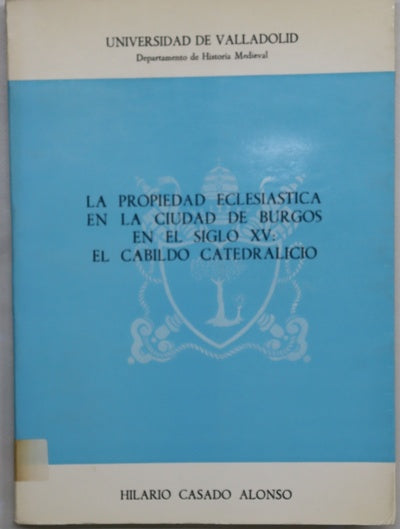 UNIVERSIDAD DE VALLADOLID
Departamento de Historia Medieval
LA PROPIEDAD ECLESIASTICA
EN LA CIUDAD DE BURGOS
EN EL SIGLO XV:
EL CABILDO CATEDRALICIO
HILARIO CASADO ALONSO